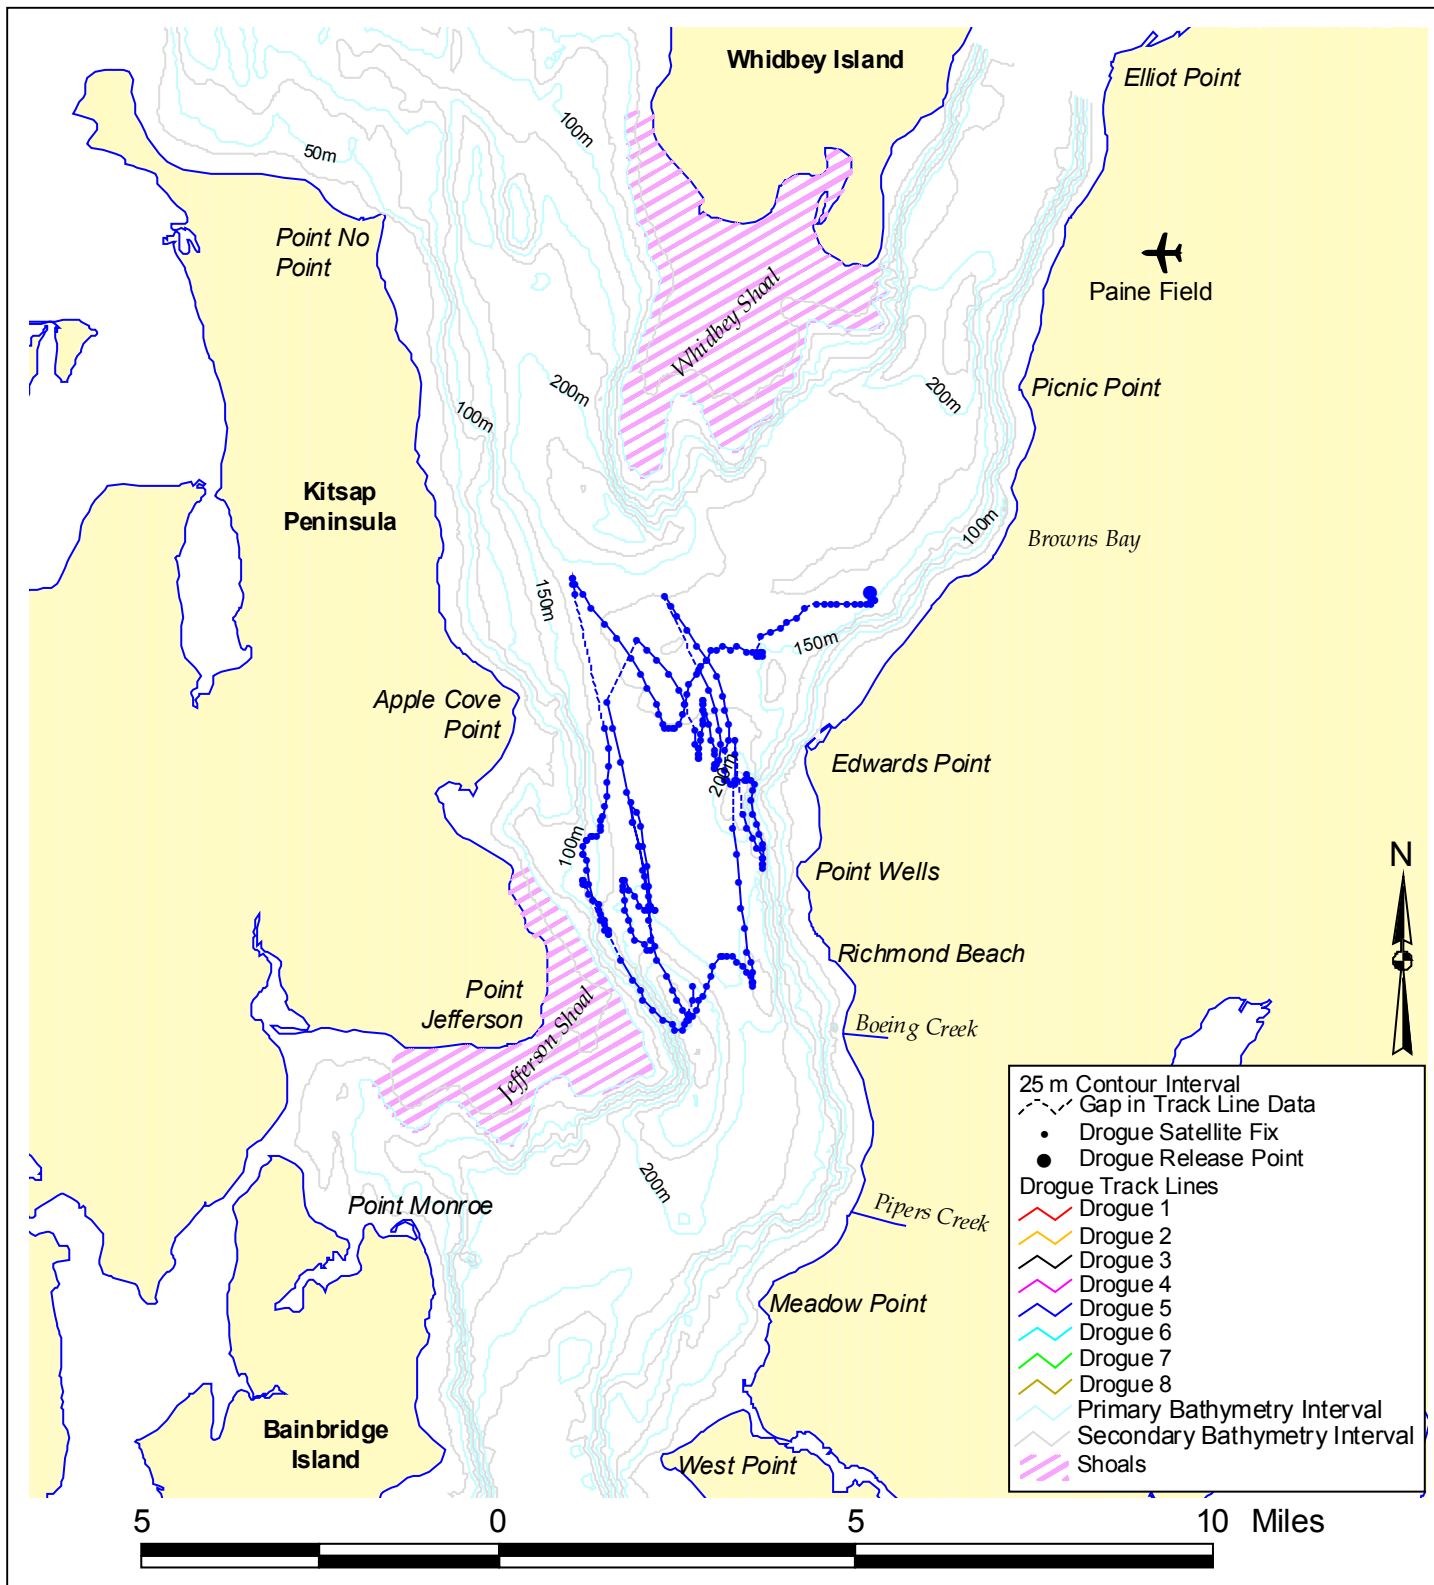 Whidbey Island
Elliot Point
100m
50m
Point No
Point
Paine Field
Whidbey Shoal
200m
200m
Picnic Point
100m
Kitsap
Peninsula
100m
Browns Bay
150m
150m
Apple Cove
Point
Edwards Point
200m
100m
Point Wells
N
Richmond Beach
Point
Jefferson
Jefferson Shoal
Boeing Creek
25 m Contour Interval
Gap in Track Line Data
Drogue Satellite Fix
Drogue Release Point
Drogue Track Lines
Drogue 1
Drogue 2
Drogue 3
Drogue 4
Drogue 5
Drogue 6
Drogue 7
Drogue 8
Primary Bathymetry Interval
Secondary Bathymetry Interval
Shoals
200m
Point Monroe
Pipers Creek
Meadow Point
Bainbridge
Island
West Point
5 0 5 10 Miles